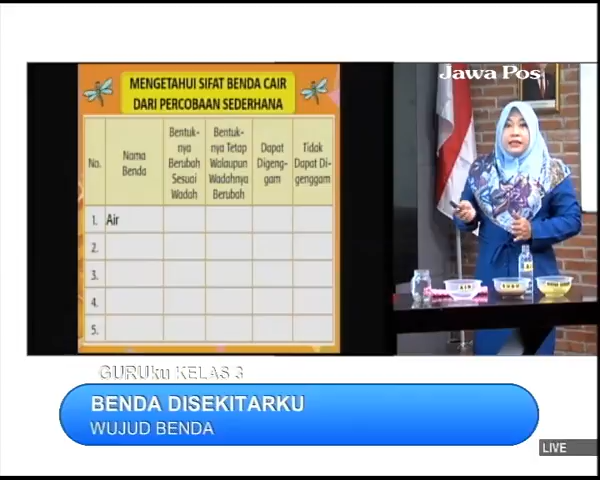 Jawa Pos
MENGETAHUI SIFAT BENDA CAIR
DARI PERCOBAAN SEDERHANA
No.
Nama
Benda
Bentuk-
nya
Berubah
Sesuai
Wadah
Bentuk-
nya Tetap
Walaupun
Wadahnya
Berubah
Dapat
Digeng-
gam
Tidak
Dapat Di-
genggam
1. Air
2.
3.
4.
5.
AIR
GURUku KELAS 3
BENDA DISEKITARKU
WUJUD BENDA
LIVE